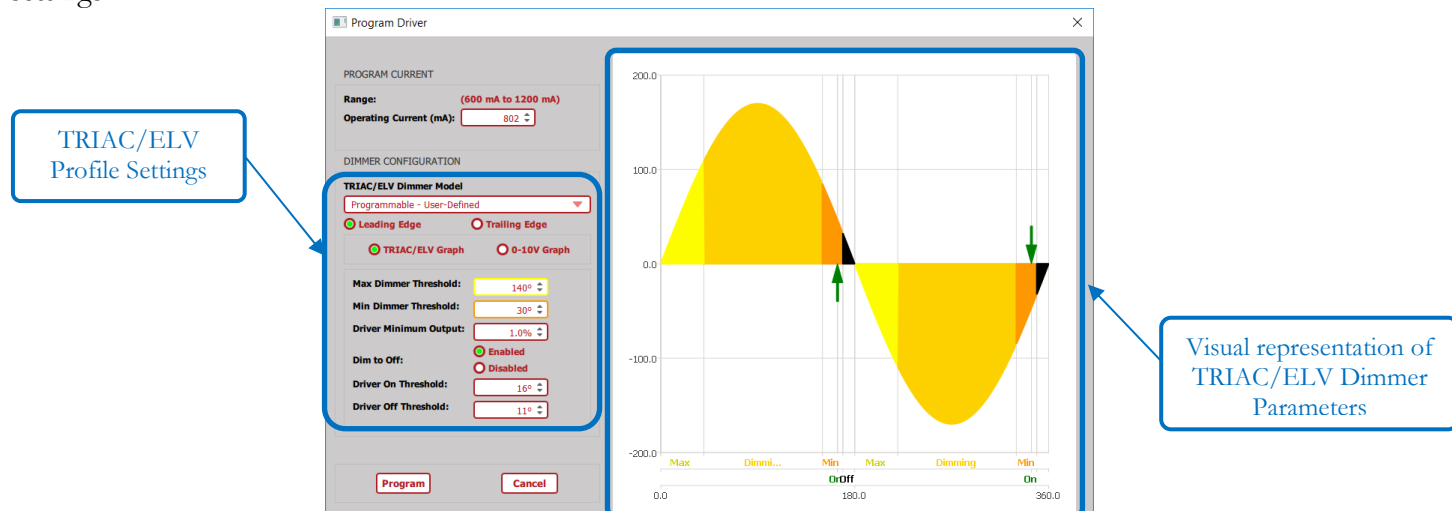 Program Driver
PROGRAM CURRENT
Range: (600 mA to 1200 mA)
Operating Current (mA): 802
DIMMER CONFIGURATION
TRIAC/ELV Dimmer Model
Programmable - User-Defined
Leading Edge Trailing Edge
TRIAC/ELV Graph 0-10V Graph
Max Dimmer Threshold: 140°
Min Dimmer Threshold: 30°
Driver Minimum Output: 1.0%
Dim to Off: Enabled
Disabled
Driver On Threshold: 16°
Driver Off Threshold: 11°
Program Cancel
TRIAC/ELV
Profile Settings
200.0
100.0
0.0
-100.0
-200.0
Max Dimmi... Min Max Dimming Min
On Off On
0.0 180.0 360.0
Visual representation of
TRIAC/ELV Dimmer
Parameters